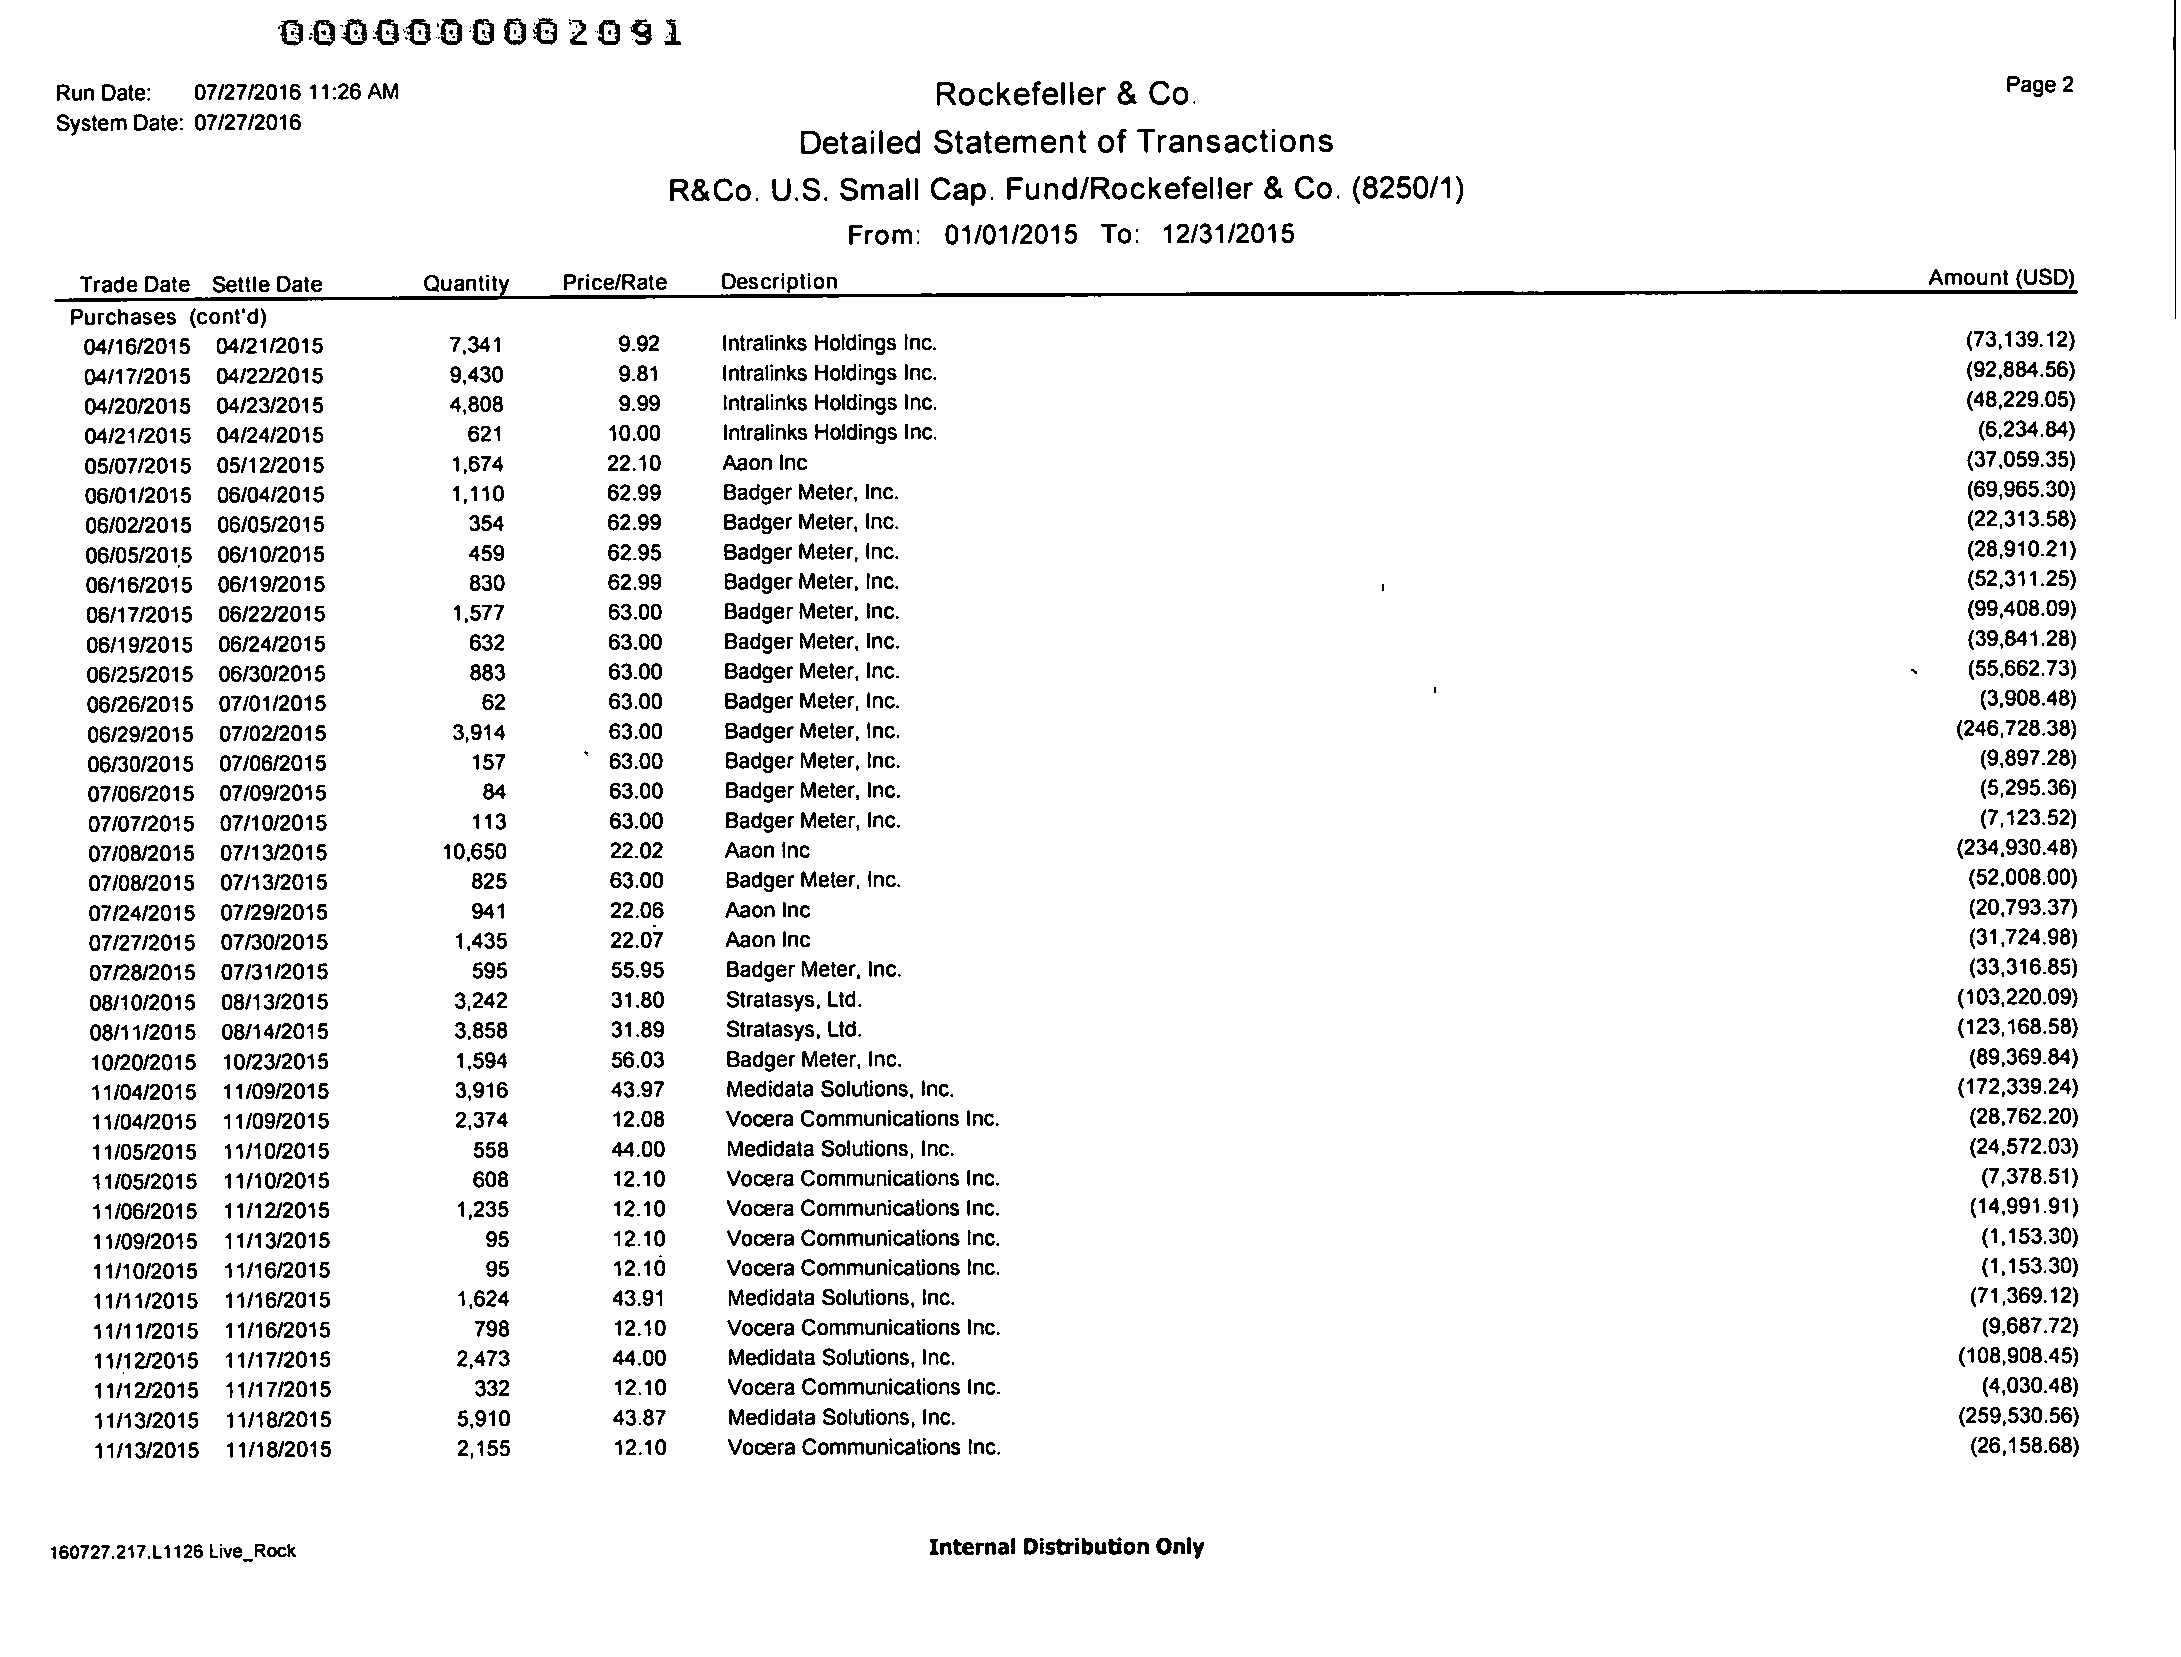 0000000002091
Run Date: 07/27/2016 11:26 AM
Rockefeller & Co.
Page 2
System Date: 07/27/2016
Detailed Statement of Transactions
R&Co. U.S. Small Cap. Fund/Rockefeller & Co. (8250/1)
From: 01/01/2015 To: 12/31/2015
Trade Date Settle Date Quantity Price/Rate Description Amount (USD)
Purchases (cont'd)
04/16/2015 04/21/2015 7,341 9.92 Intralinks Holdings Inc. (73,139.12)
04/17/2015 04/22/2015 9,430 9.81 Intralinks Holdings Inc. (92,884.56)
04/20/2015 04/23/2015 4,808 9.99 Intralinks Holdings Inc. (48,229.05)
04/21/2015 04/24/2015 621 10.00 Intralinks Holdings Inc. (6,234.84)
05/07/2015 05/12/2015 1,674 22.10 Aaon Inc (37,059.35)
06/01/2015 06/04/2015 1,110 62.99 Badger Meter, Inc. (69,965.30)
06/02/2015 06/05/2015 354 62.99 Badger Meter, Inc. (22,313.58)
06/05/2015 06/10/2015 459 62.95 Badger Meter, Inc. (28,910.21)
06/16/2015 06/19/2015 830 62.99 Badger Meter, Inc. (52,311.25)
06/17/2015 06/22/2015 1,577 63.00 Badger Meter, Inc. (99,408.09)
06/19/2015 06/24/2015 632 63.00 Badger Meter, Inc. (39,841.28)
06/25/2015 06/30/2015 883 63.00 Badger Meter, Inc. (55,662.73)
06/26/2015 07/01/2015 62 63.00 Badger Meter, Inc. (3,908.48)
06/29/2015 07/02/2015 3,914 63.00 Badger Meter, Inc. (246,728.38)
06/30/2015 07/06/2015 157 63.00 Badger Meter, Inc. (9,897.28)
07/06/2015 07/09/2015 84 63.00 Badger Meter, Inc. (5,295.36)
07/07/2015 07/10/2015 113 63.00 Badger Meter, Inc. (7,123.52)
07/08/2015 07/13/2015 10,650 22.02 Aaon Inc (234,930.48)
07/08/2015 07/13/2015 825 63.00 Badger Meter, Inc. (52,008.00)
07/24/2015 07/29/2015 941 22.06 Aaon Inc (20,793.37)
07/27/2015 07/30/2015 1,435 22.07 Aaon Inc (31,724.98)
07/28/2015 07/31/2015 595 55.95 Badger Meter, Inc. (33,316.85)
08/10/2015 08/13/2015 3,242 31.80 Stratasys, Ltd. (103,220.09)
08/11/2015 08/14/2015 3,858 31.89 Stratasys, Ltd. (123,168.58)
10/20/2015 10/23/2015 1,594 56.03 Badger Meter, Inc. (89,369.84)
11/04/2015 11/09/2015 3,916 43.97 Medidata Solutions, Inc. (172,339.24)
11/04/2015 11/09/2015 2,374 12.08 Vocera Communications Inc. (28,762.20)
11/05/2015 11/10/2015 558 44.00 Medidata Solutions, Inc. (24,572.03)
11/05/2015 11/10/2015 608 12.10 Vocera Communications Inc. (7,378.51)
11/06/2015 11/12/2015 1,235 12.10 Vocera Communications Inc. (14,991.91)
11/09/2015 11/13/2015 95 12.10 Vocera Communications Inc. (1,153.30)
11/10/2015 11/16/2015 95 12.10 Vocera Communications Inc. (1,153.30)
11/11/2015 11/16/2015 1,624 43.91 Medidata Solutions, Inc. (71,369.12)
11/11/2015 11/16/2015 798 12.10 Vocera Communications Inc. (9,687.72)
11/12/2015 11/17/2015 2,473 44.00 Medidata Solutions, Inc. (108,908.45)
11/12/2015 11/17/2015 332 12.10 Vocera Communications Inc. (4,030.48)
11/13/2015 11/18/2015 5,910 43.87 Medidata Solutions, Inc. (259,530.56)
11/13/2015 11/18/2015 2,155 12.10 Vocera Communications Inc. (26,158.68)
160727.217.L1126 Live_Rock
Internal Distribution Only